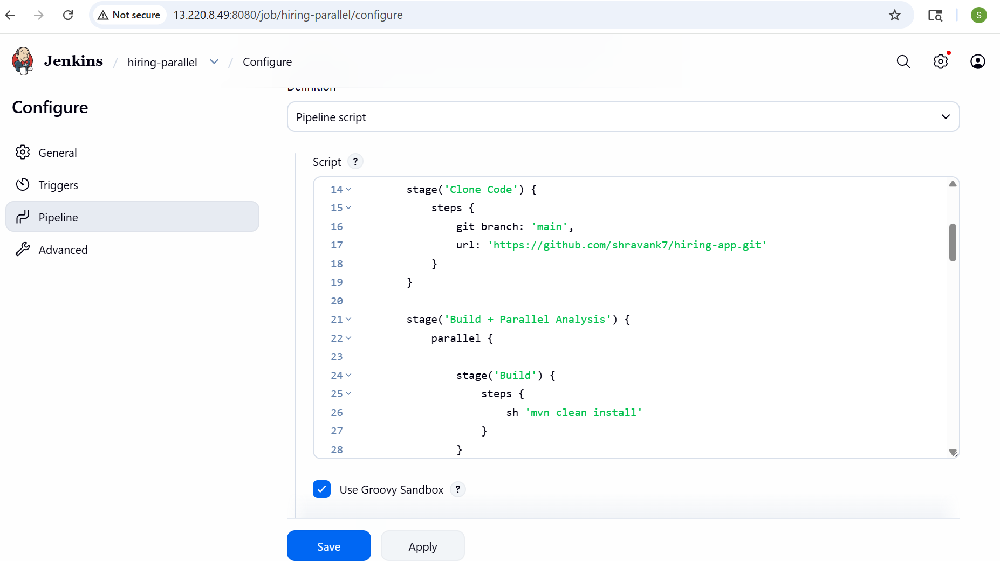 Not secure 13.220.8.49:8080/job/hiring-parallel/configure
S
Jenkins / hiring-parallel / Configure
Definition
Configure
Pipeline script
General
Script ?
Triggers
Pipeline
Advanced
14 stage('Clone Code') {
15 steps {
16 git branch: 'main',
17 url: 'https://github.com/shravank7/hiring-app.git'
18 }
19 }
20
21 stage('Build + Parallel Analysis') {
22 parallel {
23
24 stage('Build') {
25 steps {
26 sh 'mvn clean install'
27 }
28 }
Use Groovy Sandbox ?
Save
Apply